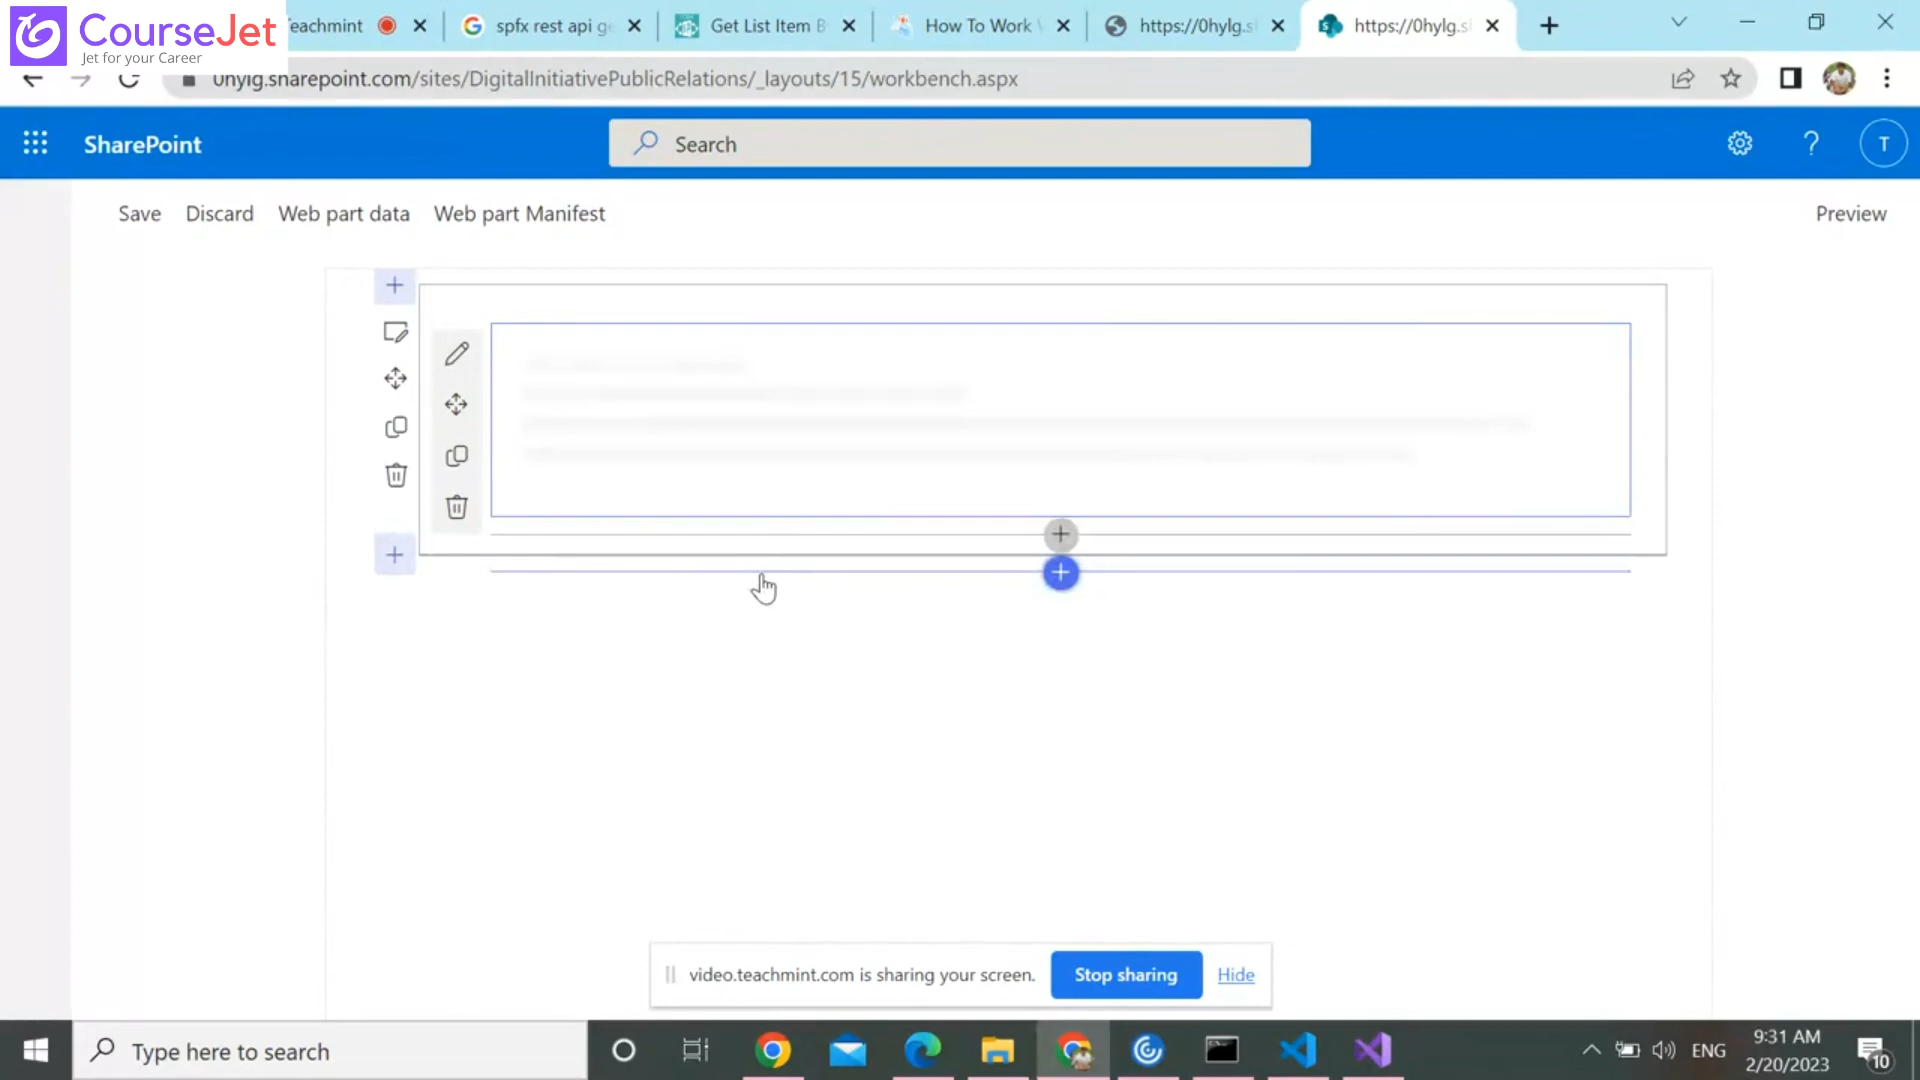 CourseJet
Jet for your Career
eachmint
spfx rest api ge
Get List Item B
How To Work
https://0hylg.s
https://0hylg.s
0hylg.sharepoint.com/sites/DigitalInitiativePublicRelations/_layouts/15/workbench.aspx
SharePoint
Search
T
Save
Discard
Web part data
Web part Manifest
Preview
video.teachmint.com is sharing your screen.
Stop sharing
Hide
Type here to search
ENG
9:31 AM
2/20/2023
10